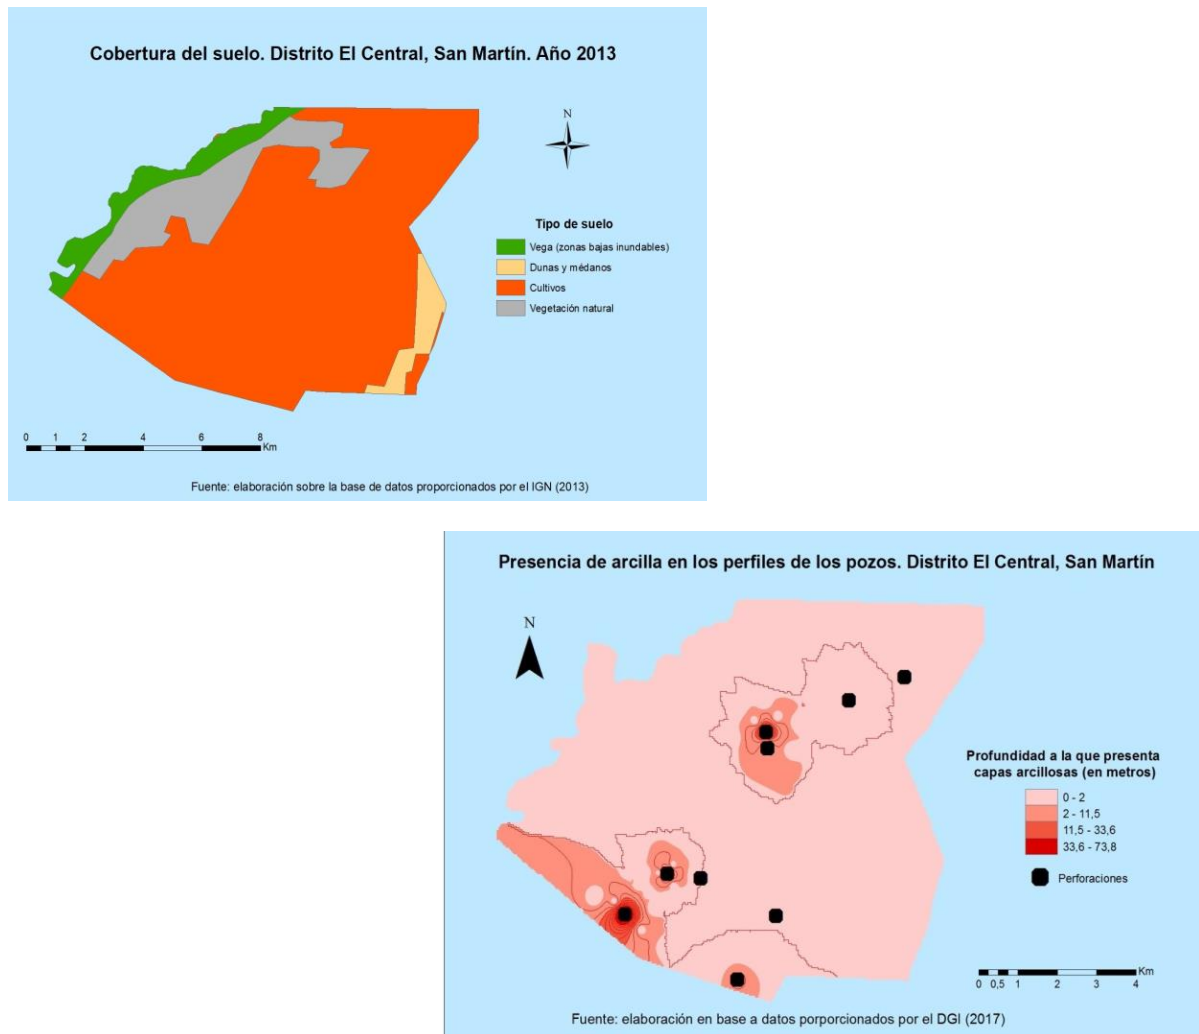 Cobertura del suelo. Distrito El Central, San Martín. Año 2013
N
Tipo de suelo
Vega (zonas bajas inundables)
Dunas y médanos
Cultivos
Vegetación natural
0 1 2 4 6 8
Km
Fuente: elaboración sobre la base de datos proporcionados por el IGN (2013)
Presencia de arcilla en los perfiles de los pozos. Distrito El Central, San Martín
N
Profundidad a la que presenta
capas arcillosas (en metros)
0 - 2
2 - 11,5
11,5 - 33,6
33,6 - 73,8
Perforaciones
Km
0 0,5 1 2 3 4
Fuente: elaboración en base a datos porporcionados por el DGI (2017)